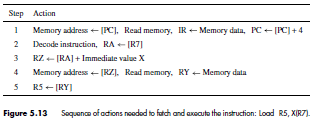 Step Action
1 Memory address ← [PC], Read memory, IR ← Memory data, PC ← [PC] + 4
2 Decode instruction, RA ← [R7]
3 RZ ← [RA] + Immediate value X
4 Memory address ← [RZ], Read memory, RY ← Memory data
5 R5 ← [RY]
Figure 5.13 Sequence of actions needed to fetch and execute the instruction: Load R5, X(R7).